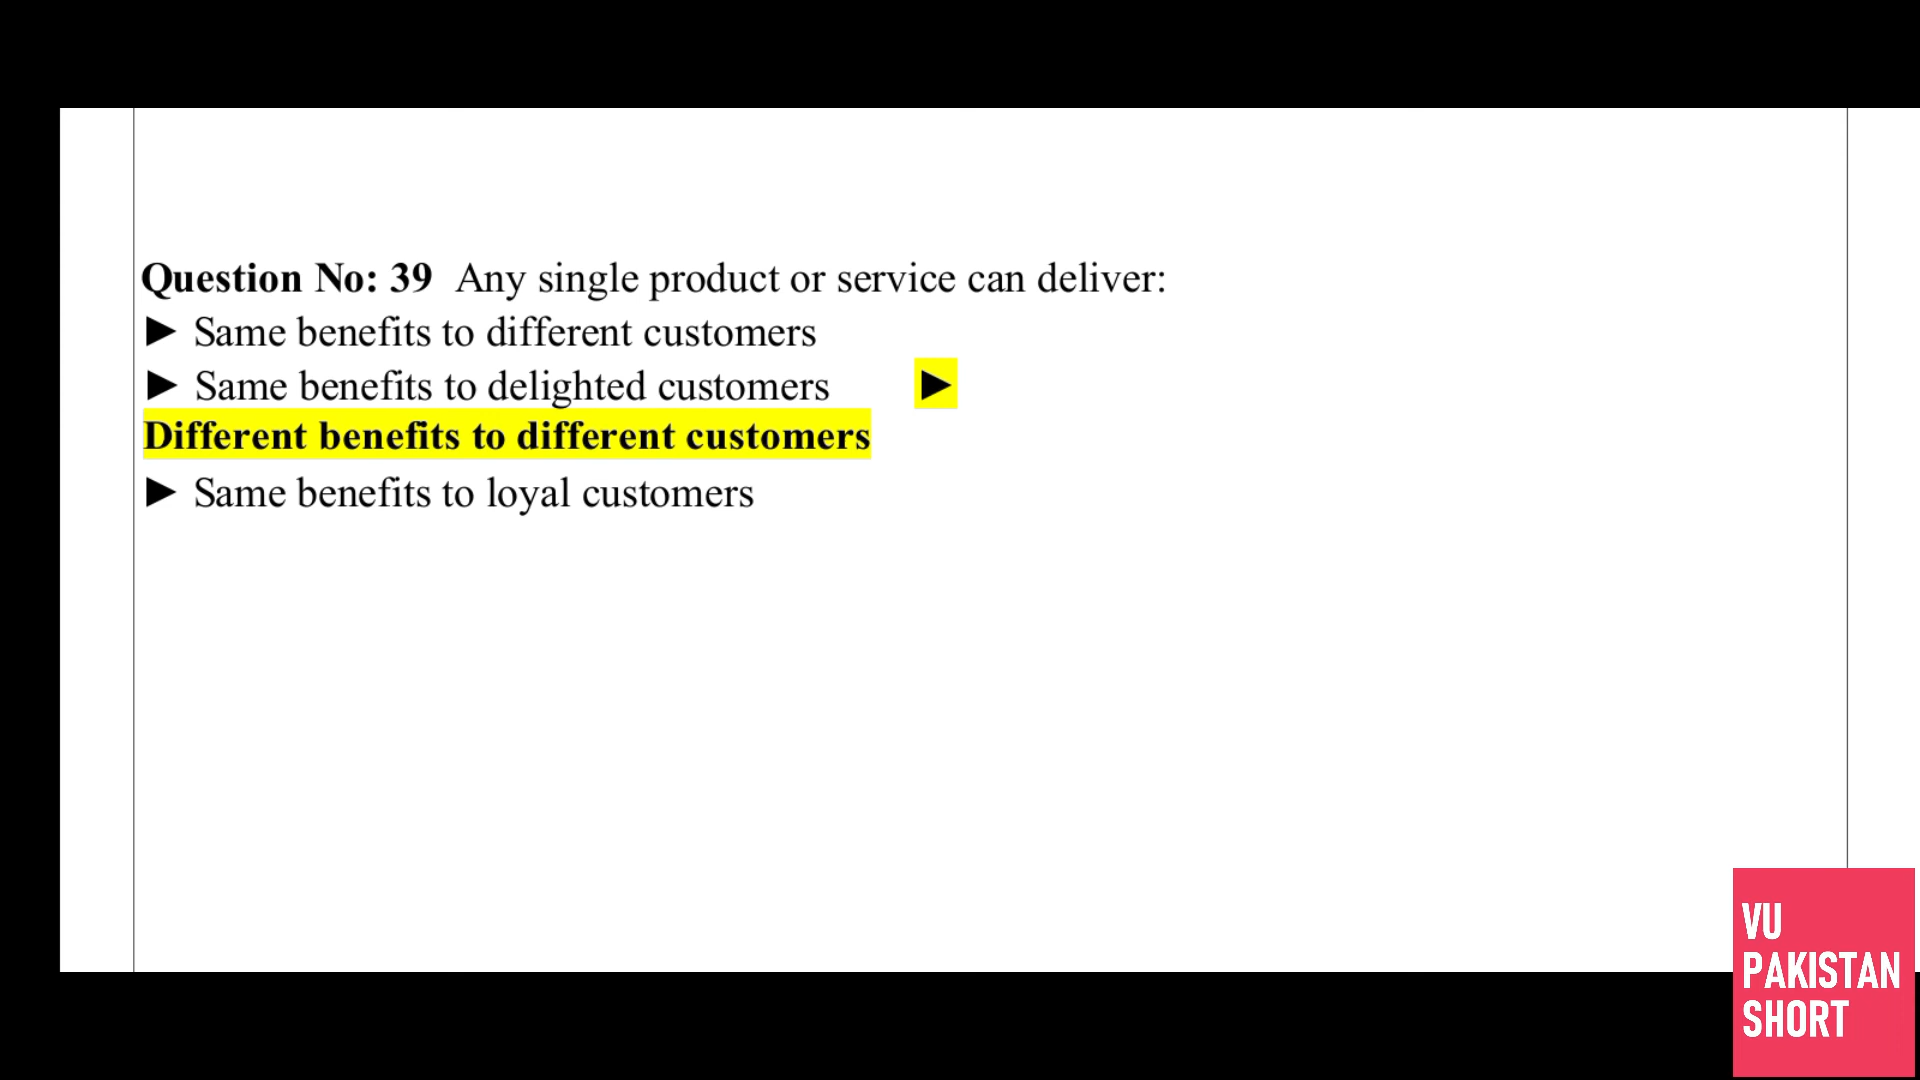 Question No: 39 Any single product or service can deliver:
► Same benefits to different customers
► Same benefits to delighted customers ►
Different benefits to different customers
► Same benefits to loyal customers
VU
PAKISTAN
SHORT